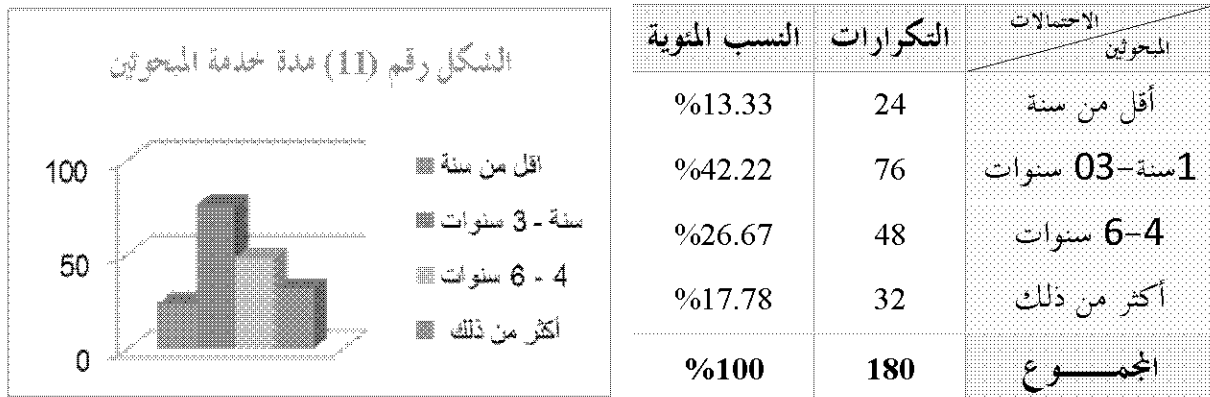 الاحتمالات
المبحوثين
التكرارات
النسب المئوية
أقل من سنة
24
%13.33
1سنة-03 سنوات
76
%42.22
4-6 سنوات
48
%26.67
أكثر من ذلك
32
%17.78
المجمــــــوع
180
%100
الشكل رقم (11) مدة خدمة المبحوثين
100
50
0
اقل من سنة
سنة - 3 سنوات
4 - 6 سنوات
أكثر من ذلك